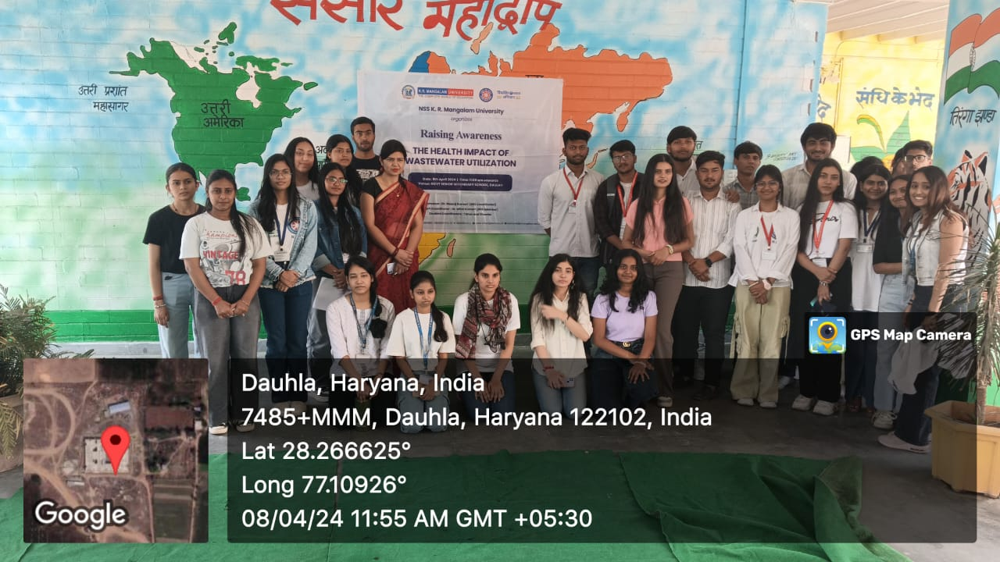 संसार महाद्वीप
उत्तरी प्रशांत
महासागर
उत्तरी
अमेरिका
K.R. MANGALAM UNIVERSITY
NSS K. R. Mangalam University
organizes
Raising Awareness
THE HEALTH IMPACT OF
WASTEWATER UTILIZATION
संधि के भेद
तिरंगा झण्डा
GPS Map Camera
Dauhla, Haryana, India
7485+MMM, Dauhla, Haryana 122102, India
Lat 28.266625°
Long 77.10926°
08/04/24 11:55 AM GMT +05:30
Google